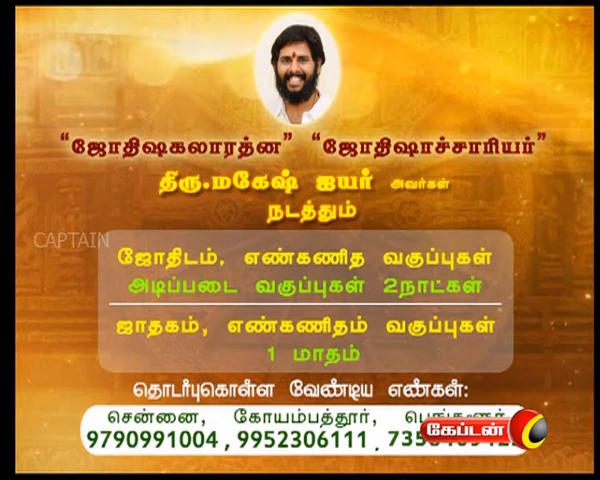 “ஜோதிஷகலாரத்ன” “ஜோதிஷாச்சாரியர்”
திரு.மகேஷ் ஐயர் அவர்கள்
நடத்தும்
CAPTAIN
ஜோதிடம், எண்கணித வகுப்புகள்
அடிப்படை வகுப்புகள் 2நாட்கள்
ஜாதகம், எண்கணிதம் வகுப்புகள்
1 மாதம்
தொடர்புகொள்ள வேண்டிய எண்கள்:
சென்னை, கோயம்பத்தூர்,
9790991004 , 9952306111 ,
கேப்டன்